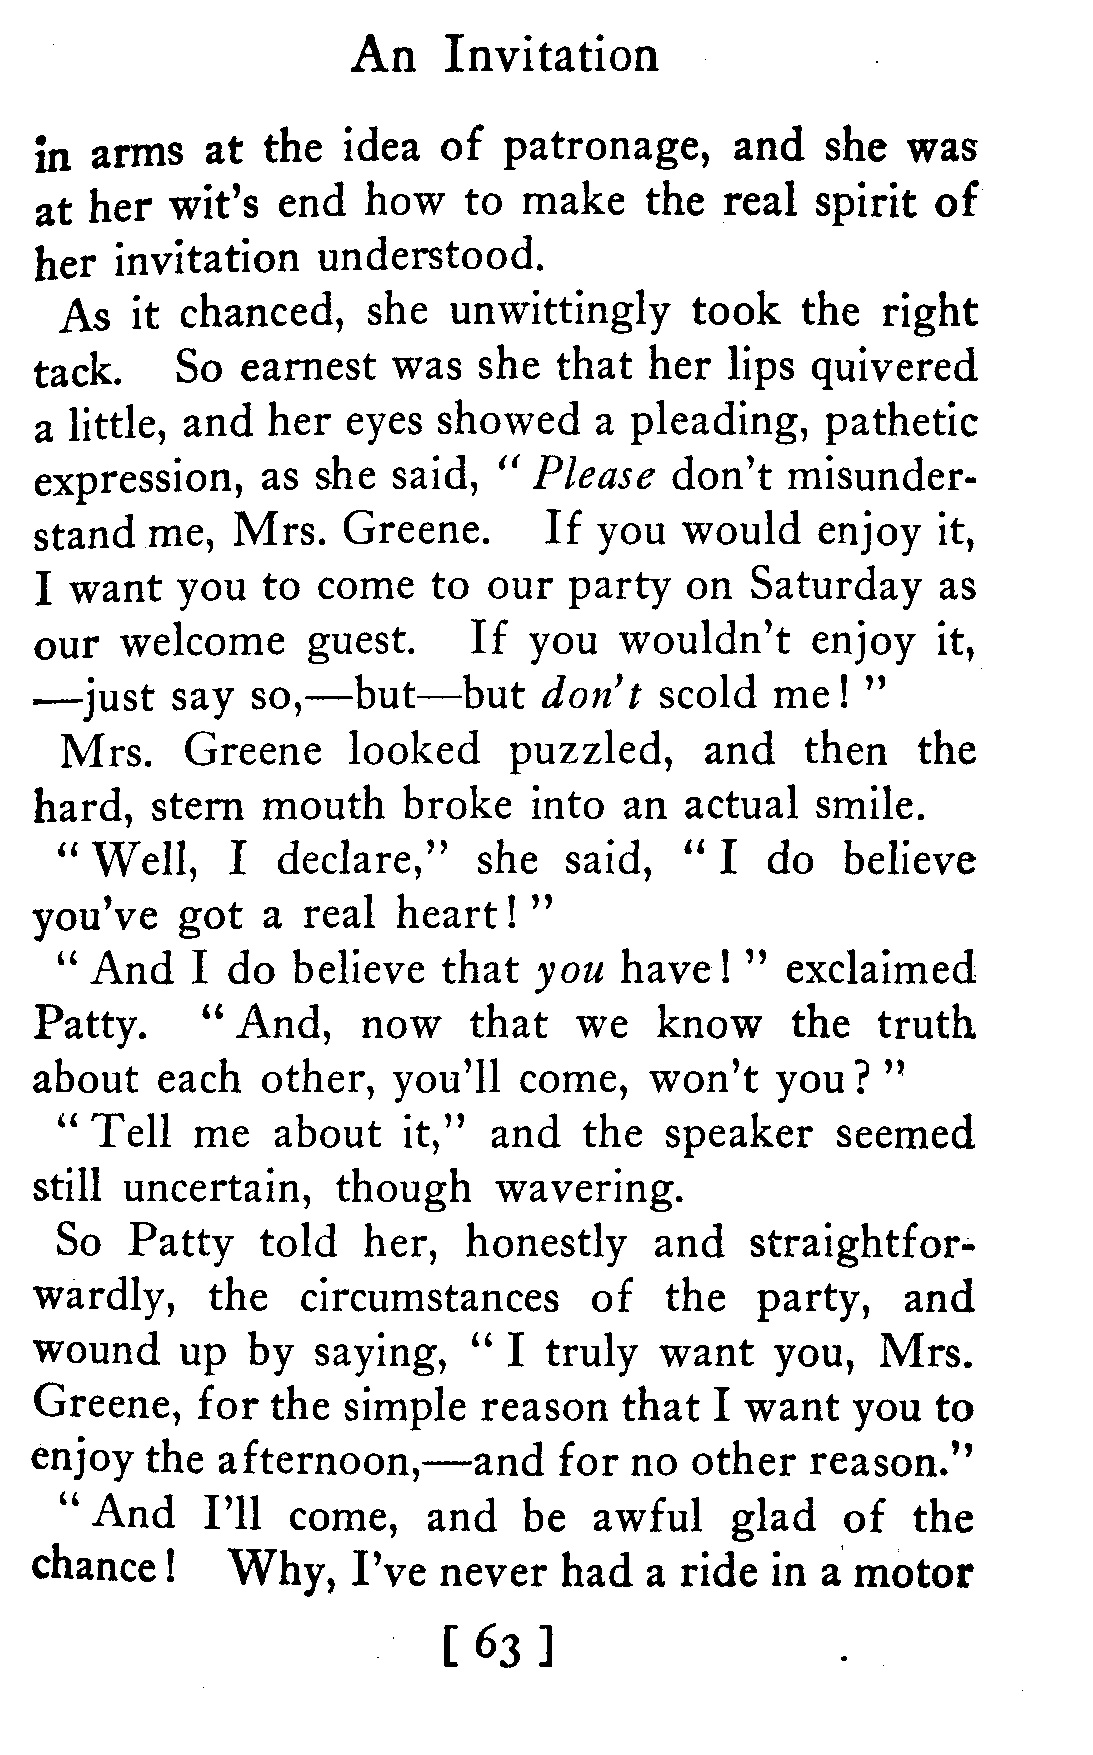 An Invitation
in arms at the idea of patronage, and she was
at her wit's end how to make the real spirit of
her invitation understood.
As it chanced, she unwittingly took the right
tack. So earnest was she that her lips quivered
a little, and her eyes showed a pleading, pathetic
expression, as she said, " Please don't misunder-
stand me, Mrs. Greene. If you would enjoy it,
I want you to come to our party on Saturday as
our welcome guest. If you wouldn't enjoy it,
—just say so,—but—but don't scold me! "
Mrs. Greene looked puzzled, and then the
hard, stern mouth broke into an actual smile.
" Well, I declare," she said, " I do believe
you've got a real heart! "
" And I do believe that you have! " exclaimed
Patty. " And, now that we know the truth
about each other, you'll come, won't you? "
" Tell me about it," and the speaker seemed
still uncertain, though wavering.
So Patty told her, honestly and straightfor-
wardly, the circumstances of the party, and
wound up by saying, " I truly want you, Mrs.
Greene, for the simple reason that I want you to
enjoy the afternoon,—and for no other reason."
" And I'll come, and be awful glad of the
chance! Why, I've never had a ride in a motor
[ 63 ]